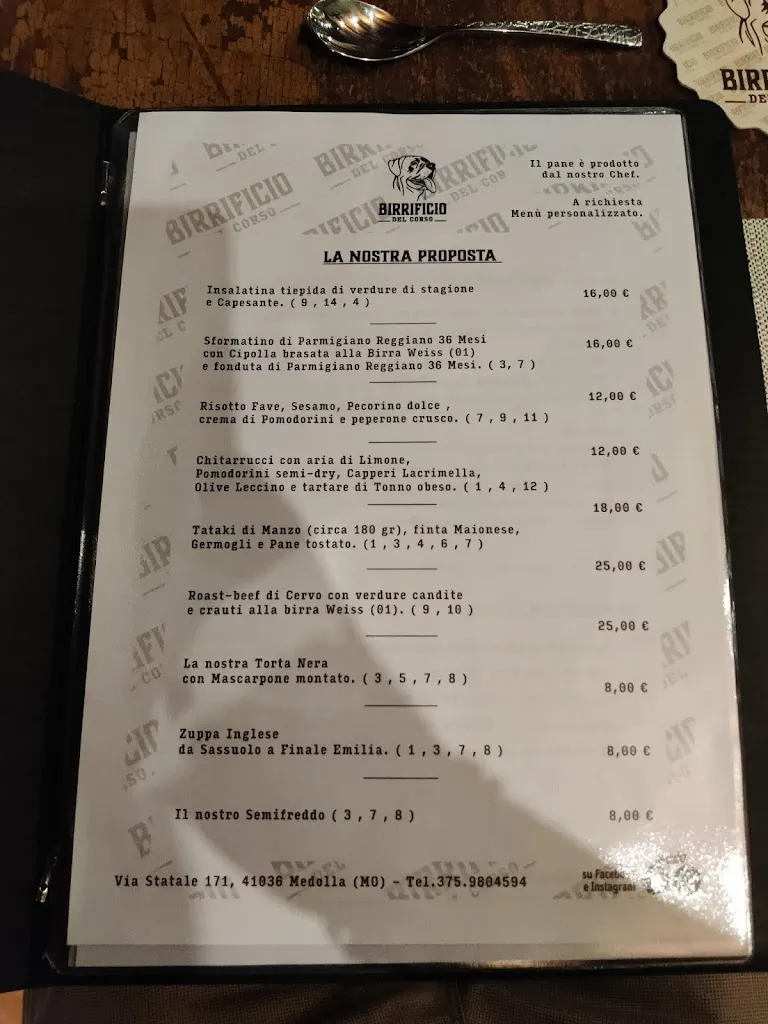 BIRRIFICIO
DEL CORSO
Il pane è prodotto
dal nostro Chef.
A richiesta
Menù personalizzato.
LA NOSTRA PROPOSTA
Insalatina tiepida di verdure di stagione
e Capesante. ( 9 , 14 , 4 )
16,00 €
Sformatino di Parmigiano Reggiano 36 Mesi
con Cipolla brasata alla Birra Weiss (01)
e fonduta di Parmigiano Reggiano 36 Mesi. ( 3, 7 )
16,00 €
12,00 €
Risotto Fave, Sesamo, Pecorino dolce ,
crema di Pomodorini e peperone crusco. ( 7 , 9 , 11 )
12,00 €
Chitarrucci con aria di Limone,
Pomodorini semi-dry, Capperi Lacrimella,
Olive Leccino e tartare di Tonno obeso. ( 1 , 4 , 12 )
18,00 €
Tataki di Manzo (circa 180 gr), finta Maionese,
Germogli e Pane tostato. (1 , 3 , 4 , 6 , 7 )
25,00 €
Roast-beef di Cervo con verdure candite
e crauti alla birra Weiss (01). ( 9 , 10 )
25,00 €
La nostra Torta Nera
con Mascarpone montato. ( 3 , 5 , 7 , 8 )
8,00 €
Zuppa Inglese
da Sassuolo a Finale Emilia. ( 1 , 3 , 7 , 8 )
8,00 €
Il nostro Semifreddo ( 3 , 7 , 8 )
8,00 €
Via Statale 171, 41036 Medolla (MO) - Tel.375.9804594
su
e Instagram